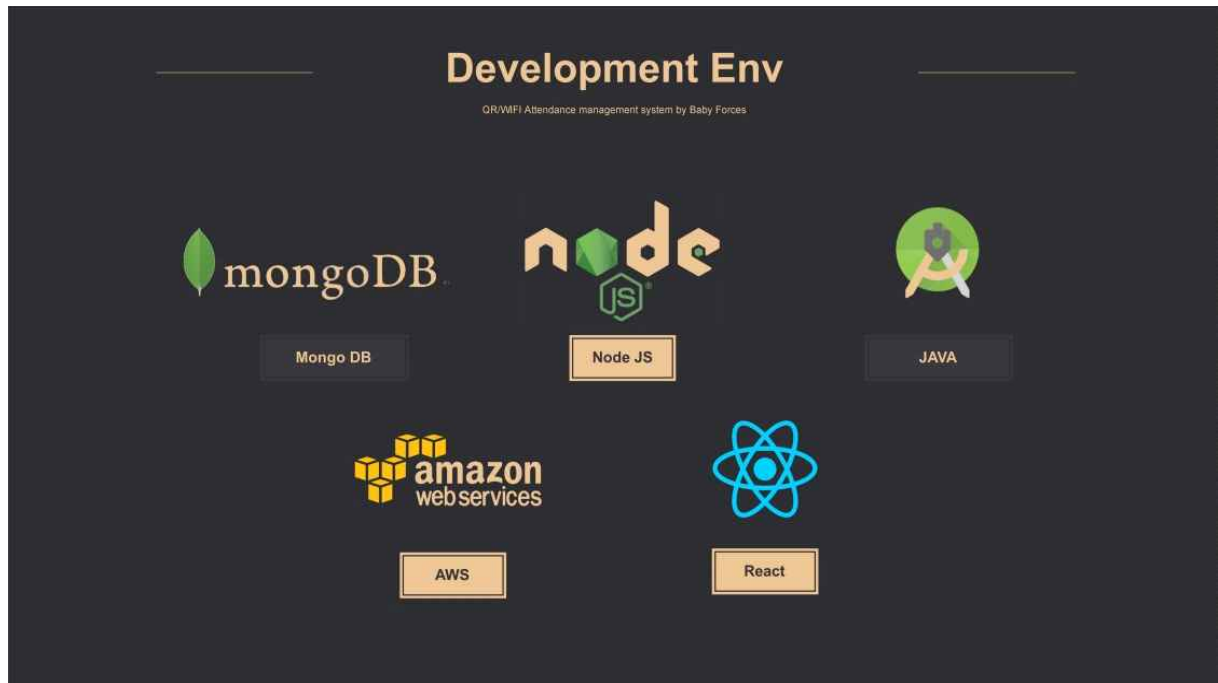 Development Env
QR/WIFI Attendance management system by Baby Forces
mongoDB
node
JS
Mongo DB
Node JS
JAVA
amazon
web services
AWS
React